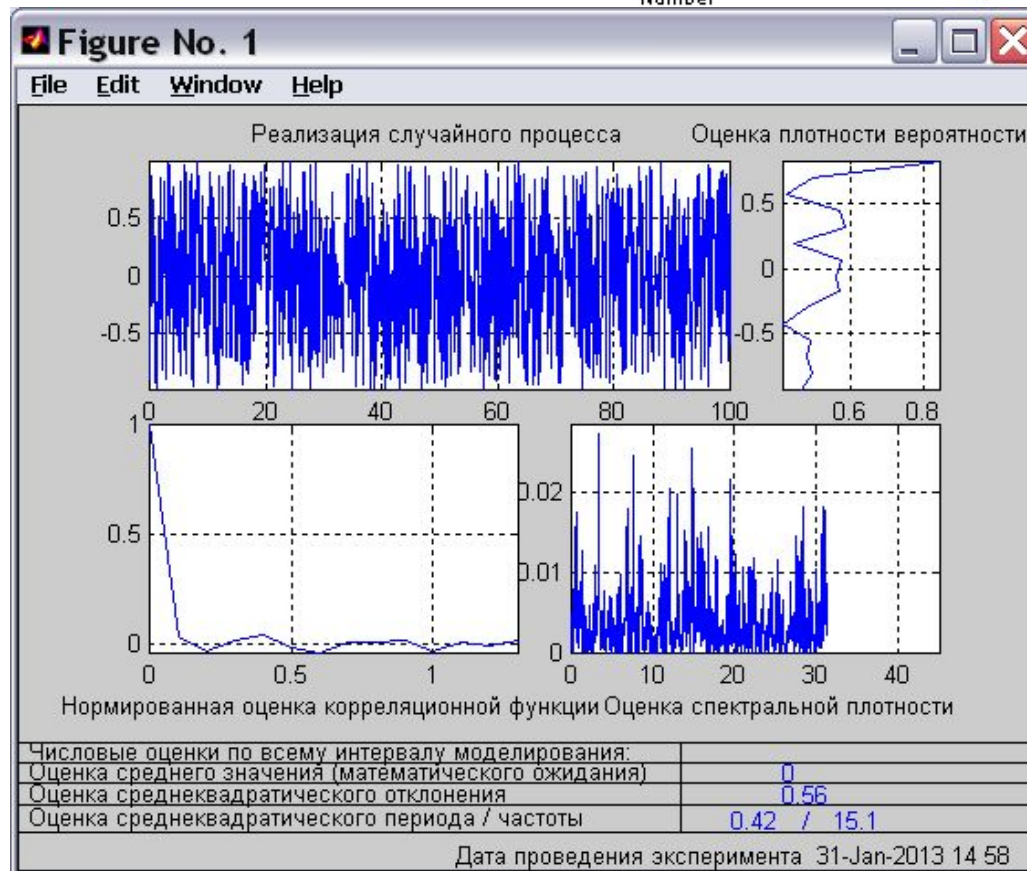 Number
Figure No. 1
File Edit Window Help
Реализация случайного процесса
Оценка плотности вероятности
0.5
0
-0.5
0 20 40 60 80 100
0.5
0
-0.5
0.6 0.8
1
0.5
0
0 0.5 1
0.02
0.01
0
0 10 20 30 40
Нормированная оценка корреляционной функции
Оценка спектральной плотности
Числовые оценки по всему интервалу моделирования:
Оценка среднего значения (математического ожидания) 0
Оценка среднеквадратического отклонения 0.56
Оценка среднеквадратического периода / частоты 0.42 / 15.1
Дата проведения эксперимента 31-Jan-2013 14 58